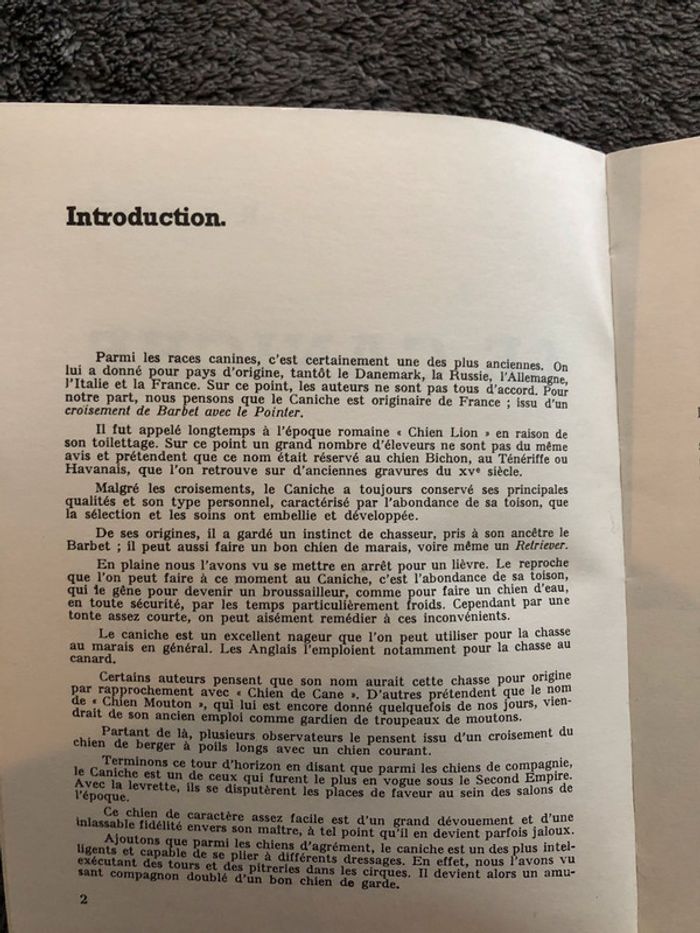 Introduction.
Parmi les races canines, c'est certainement une des plus anciennes. On
lui a donné pour pays d'origine, tantôt le Danemark, la Russie, l'Allemagne,
l'Italie et la France. Sur ce point, les auteurs ne sont pas tous d'accord. Pour
notre part, nous pensons que le Caniche est originaire de France ; issu d'un
croisement de Barbet avec le Pointer.
Il fut appelé longtemps à l'époque romaine « Chien Lion » en raison de
son toilettage. Sur ce point un grand nombre d'éleveurs ne sont pas du même
avis et prétendent que ce nom était réservé au chien Bichon, au Ténériffe ou
Havanais, que l'on retrouve sur d'anciennes gravures du XVe siècle.
Malgré les croisements, le Caniche a toujours conservé ses principales
qualités et son type personnel, caractérisé par l'abondance de sa toison, que
la sélection et les soins ont embellie et développée.
De ses origines, il a gardé un instinct de chasseur, pris à son ancêtre le
Barbet ; il peut aussi faire un bon chien de marais, voire même un Retriever.
En plaine nous l'avons vu se mettre en arrêt pour un lièvre. Le reproche
que l'on peut faire à ce moment au Caniche, c'est l'abondance de sa toison,
qui le gêne pour devenir un broussailleur, comme pour faire un chien d'eau,
en toute sécurité, par les temps particulièrement froids. Cependant par une
tonte assez courte, on peut aisément remédier à ces inconvénients.
Le caniche est un excellent nageur que l'on peut utiliser pour la chasse
au marais en général. Les Anglais l'emploient notamment pour la chasse au
canard.
Certains auteurs pensent que son nom aurait cette chasse pour origine
par rapprochement avec « Chien de Cane ». D'autres prétendent que le nom
de « Chien Mouton », qui lui est encore donné quelquefois de nos jours, vien-
drait de son ancien emploi comme gardien de troupeaux de moutons.
Partant de là, plusieurs observateurs le pensent issu d'un croisement du
chien de berger à poils longs avec un chien courant.
Terminons ce tour d'horizon en disant que parmi les chiens de compagnie,
le Caniche est un de ceux qui furent le plus en vogue sous le Second Empire.
Avec la levrette, ils se disputèrent les places de faveur au sein des salons de
l'époque.
Ce chien de caractère assez facile est d'un grand dévouement et d'une
inlassable fidélité envers son maître, à tel point qu'il en devient parfois jaloux.
Ajoutons que parmi les chiens d'agrément, le caniche est un des plus intel-
ligents et capable de se plier à différents dressages. En effet, nous l'avons vu
exécutant des tours et des pitreries dans les cirques. Il devient alors un amu-
sant compagnon doublé d'un bon chien de garde.
2